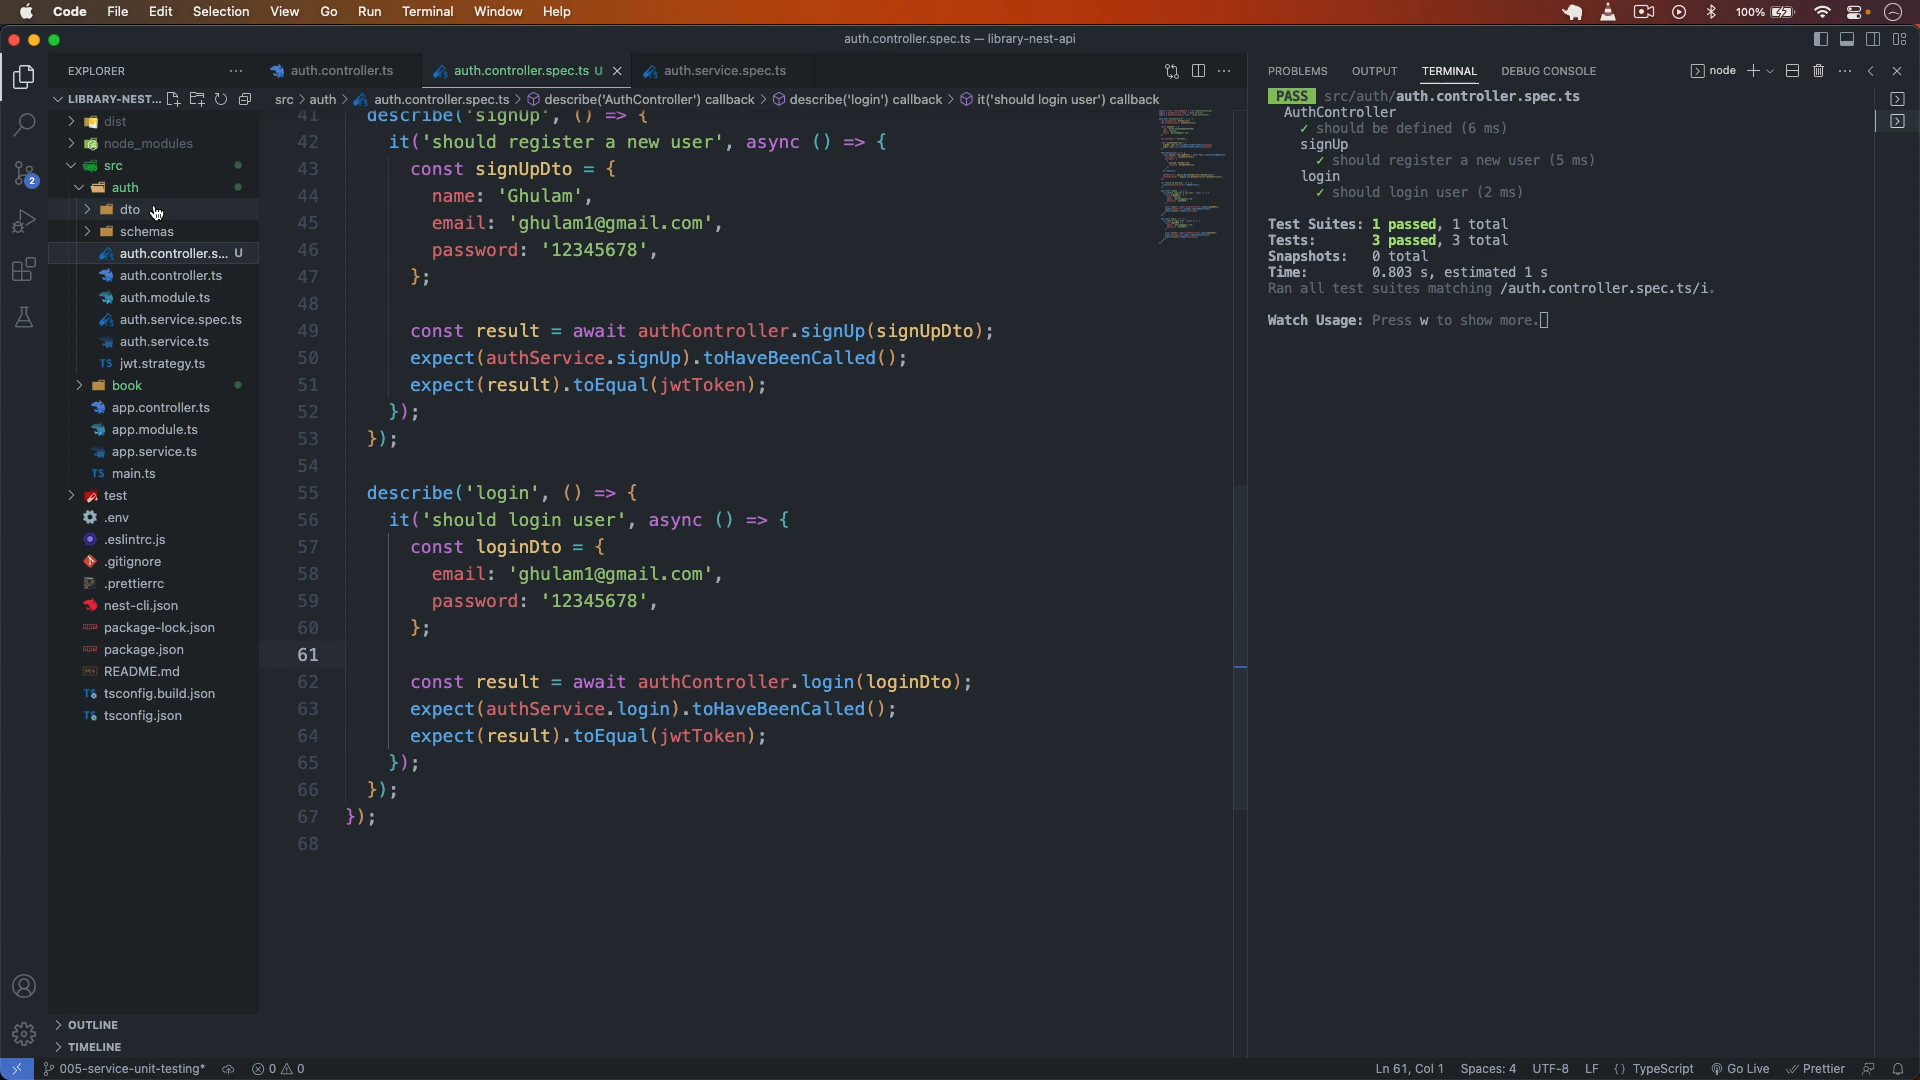 Code File Edit Selection View Go Run Terminal Window Help 100%
auth.controller.spec.ts — library-nest-api
EXPLORER
auth.controller.ts
auth.controller.spec.ts U
auth.service.spec.ts
PROBLEMS OUTPUT TERMINAL DEBUG CONSOLE
node
LIBRARY-NEST...
src > auth > auth.controller.spec.ts > describe('AuthController') callback > describe('login') callback > it('should login user') callback
dist
node_modules
src
auth
dto
schemas
auth.controller.s... U
auth.controller.ts
auth.module.ts
auth.service.spec.ts
auth.service.ts
TS jwt.strategy.ts
book
app.controller.ts
app.module.ts
app.service.ts
TS main.ts
test
.env
.eslintrc.js
.gitignore
.prettierrc
nest-cli.json
package-lock.json
package.json
README.md
TS tsconfig.build.json
TS tsconfig.json
2
OUTLINE
TIMELINE
41 describe('signUp', () => {
42 it('should register a new user', async () => {
43 const signUpDto = {
44 name: 'Ghulam',
45 email: 'ghulam1@gmail.com',
46 password: '12345678',
47 };
48
49 const result = await authController.signUp(signUpDto);
50 expect(authService.signUp).toHaveBeenCalled();
51 expect(result).toEqual(jwtToken);
52 });
53 });
54
55 describe('login', () => {
56 it('should login user', async () => {
57 const loginDto = {
58 email: 'ghulam1@gmail.com',
59 password: '12345678',
60 };
61
62 const result = await authController.login(loginDto);
63 expect(authService.login).toHaveBeenCalled();
64 expect(result).toEqual(jwtToken);
65 });
66 });
67 });
68
PASS src/auth/auth.controller.spec.ts
AuthController
✓ should be defined (6 ms)
signUp
✓ should register a new user (5 ms)
login
✓ should login user (2 ms)
Test Suites: 1 passed, 1 total
Tests: 3 passed, 3 total
Snapshots: 0 total
Time: 0.803 s, estimated 1 s
Ran all test suites matching /auth.controller.spec.ts/i.
Watch Usage: Press w to show more.
005-service-unit-testing* 0 0
Ln 61, Col 1 Spaces: 4 UTF-8 LF {} TypeScript Go Live Prettier